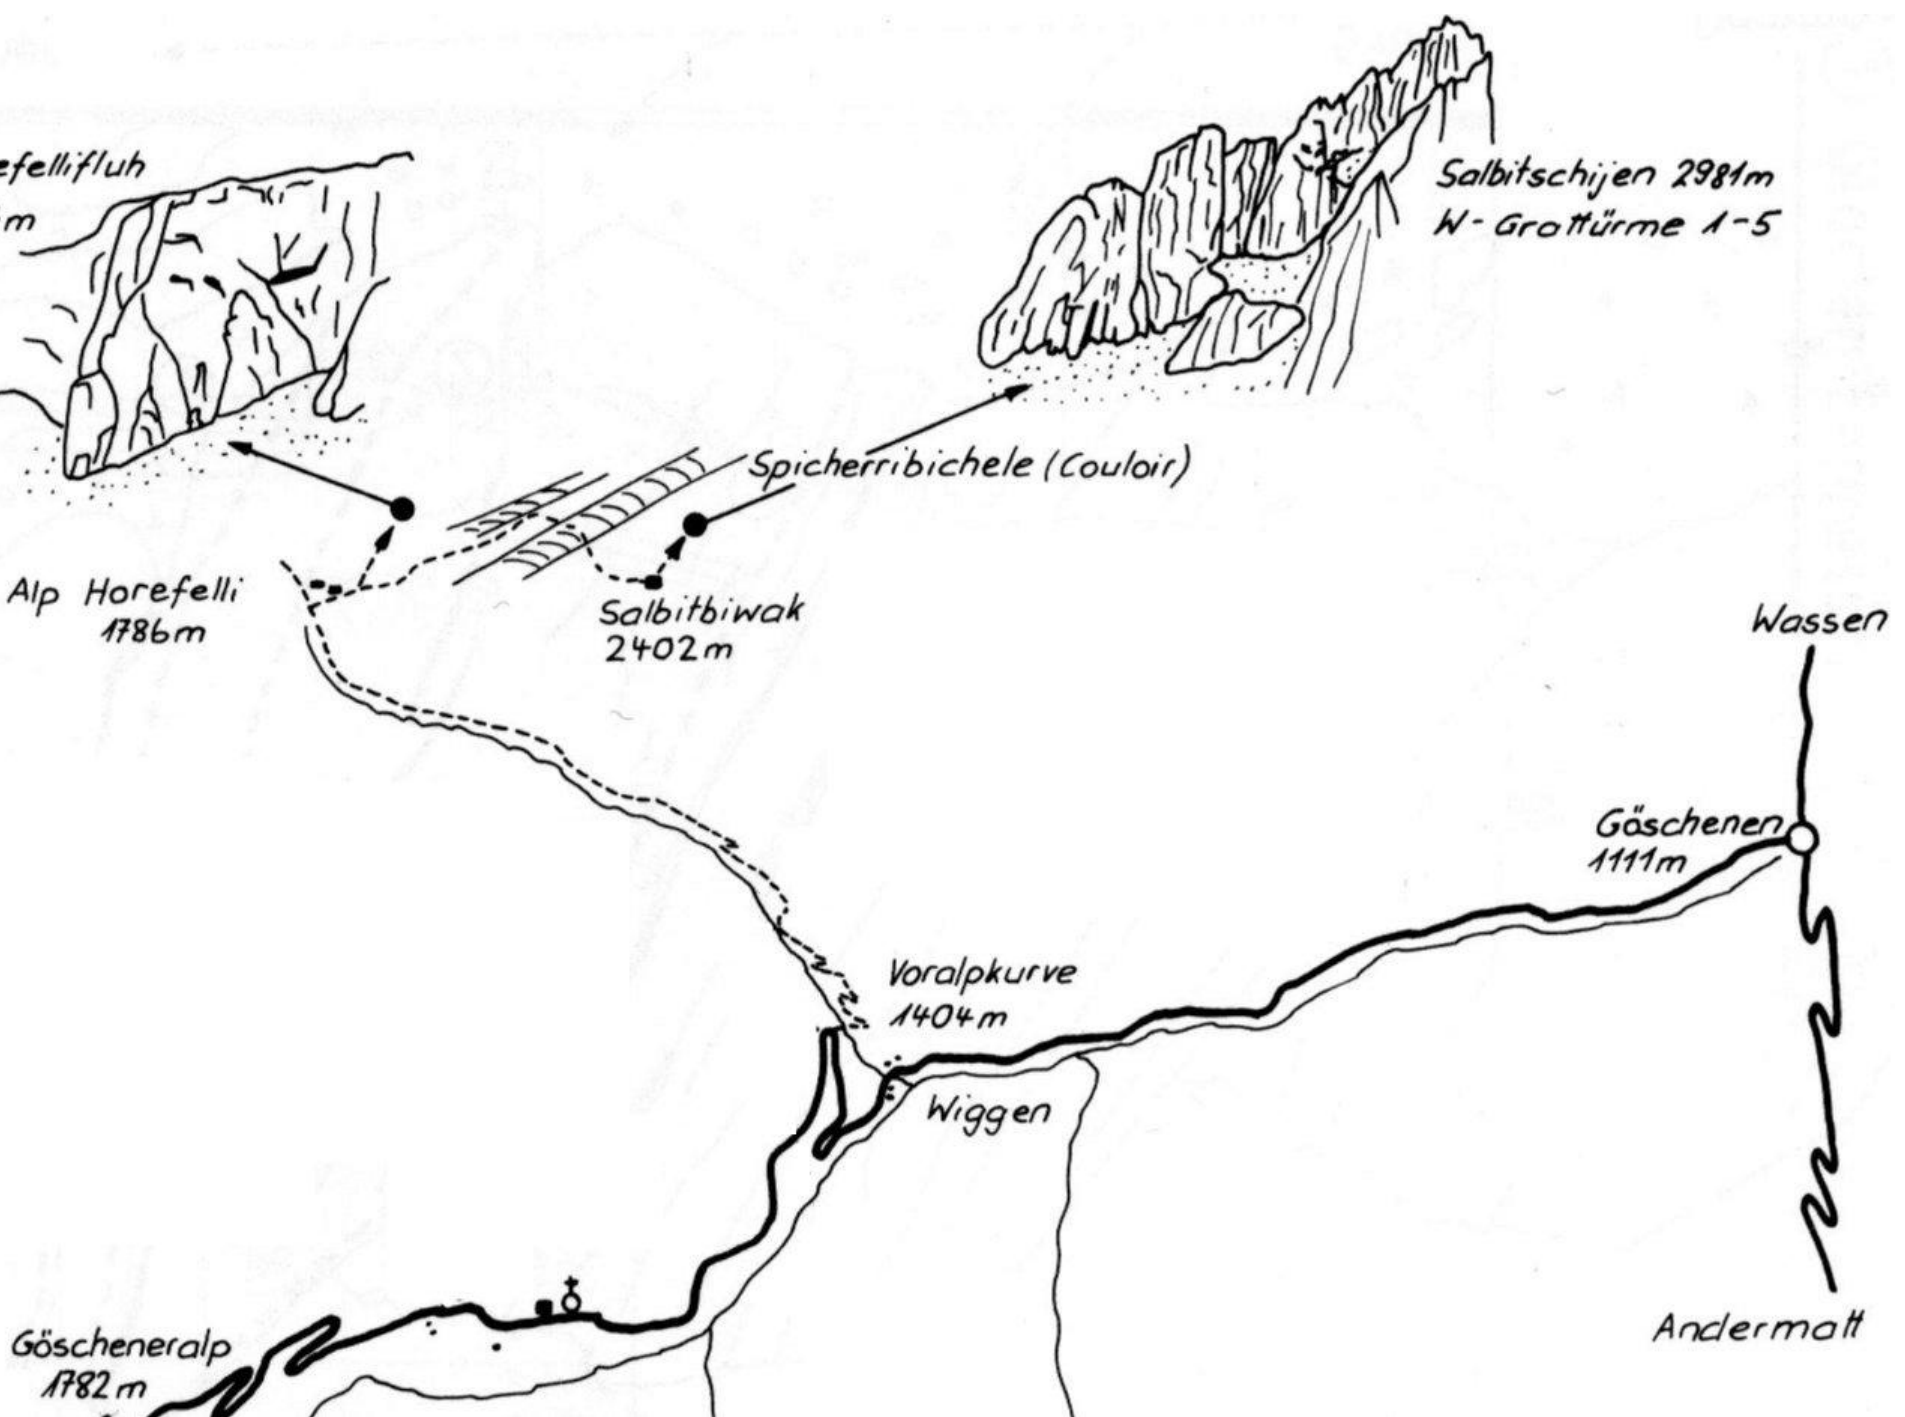 efellifluh
m
Salbitschijen 2981m
W-Grattürme 1-5
Spicherribichele (Couloir)
Alp Horefelli
1786m
Salbitbiwak
2402m
Wassen
Göschenen
1111m
Voralpkurve
1404m
Wiggen
Göscheneralp
1782m
Andermatt